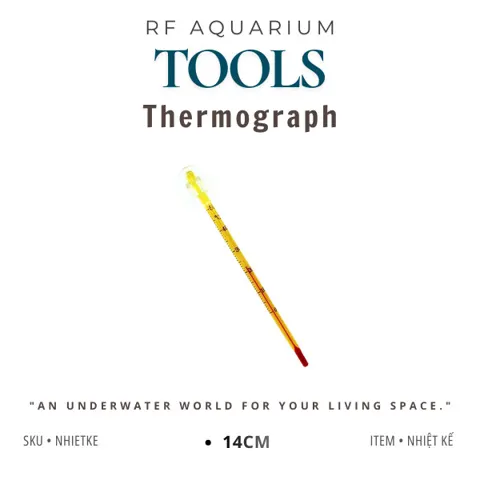 RF AQUARIUM
TOOLS
Thermograph
"AN UNDERWATER WORLD FOR YOUR LIVING SPACE."
SKU • NHIETKE
• 14CM
ITEM • NHIỆT KẾ